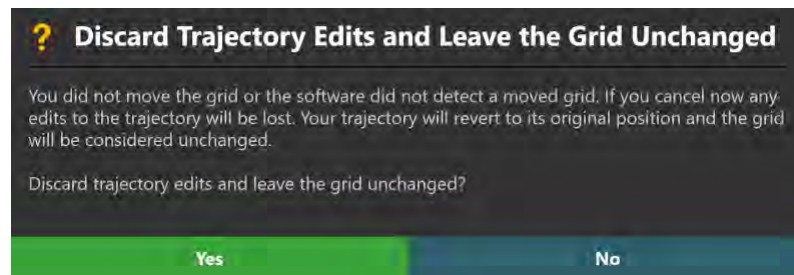 ? Discard Trajectory Edits and Leave the Grid Unchanged
You did not move the grid or the software did not detect a moved grid. If you cancel now any
edits to the trajectory will be lost. Your trajectory will revert to its original position and the grid
will be considered unchanged.
Discard trajectory edits and leave the grid unchanged?
Yes No